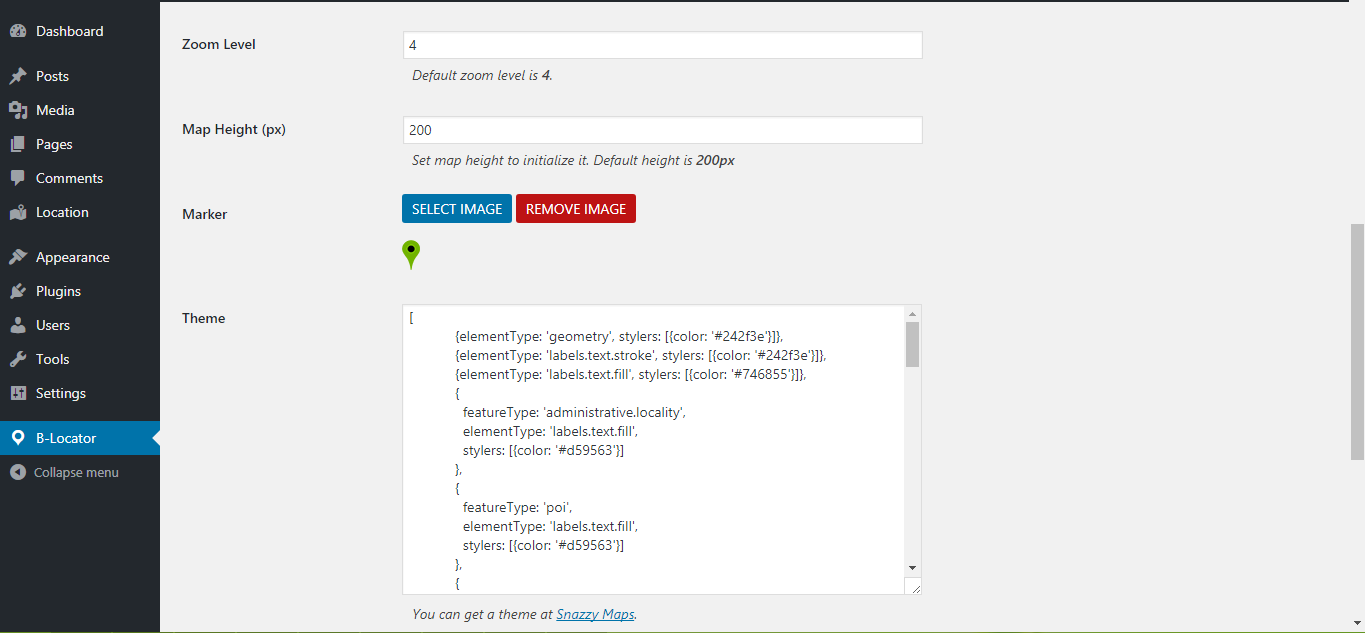 Dashboard
Posts
Media
Pages
Comments
Location
Appearance
Plugins
Users
Tools
Settings
B-Locator
Collapse menu
Zoom Level
4
Default zoom level is 4.
Map Height (px)
200
Set map height to initialize it. Default height is 200px
Marker
SELECT IMAGE REMOVE IMAGE
Theme
[
{elementType: 'geometry', stylers: [{color: '#242f3e'}]},
{elementType: 'labels.text.stroke', stylers: [{color: '#242f3e'}]},
{elementType: 'labels.text.fill', stylers: [{color: '#746855'}]},
{
featureType: 'administrative.locality',
elementType: 'labels.text.fill',
stylers: [{color: '#d59563'}]
},
{
featureType: 'poi',
elementType: 'labels.text.fill',
stylers: [{color: '#d59563'}]
},
{
You can get a theme at Snazzy Maps.